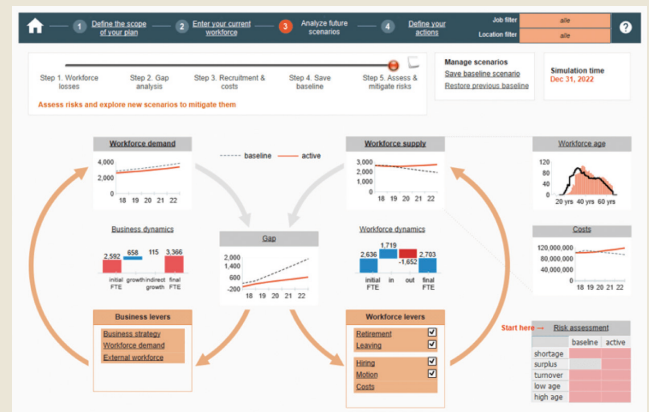 1
Define the scope
of your plan
2
Enter your current
workforce
3
Analyze future
scenarios
4
Define your
actions
Job filter
alle
Location filter
alle
?
Step 1. Workforce
losses
Step 2. Gap
analysis
Step 3. Recruitment &
costs
Step 4. Save
baseline
Step 5. Assess &
mitigate risks
Assess risks and explore new scenarios to mitigate them
Manage scenarios
Save baseline scenario
Restore previous baseline
Simulation time
Dec 31, 2022
Workforce demand
4,000
2,000
0
18 19 20 21 22
baseline
active
Workforce supply
3,000
2,000
1,000
0
18 19 20 21 22
Workforce age
120
80
40
0
20 yrs 40 yrs 60 yrs
Business dynamics
2,592 658 115 3,366
initial FTE
growth
indirect growth
final FTE
Gap
2,000
1,400
600
-200
18 19 20 21 22
Workforce dynamics
2,636 1,719 -1,652 2,703
initial FTE
in
out
final FTE
Costs
120,000,000
80,000,000
40,000,000
0
18 19 20 21 22
Business levers
Business strategy
Workforce demand
External workforce
Workforce levers
Retirement
Leaving
Hiring
Motion
Costs
Start here → Risk assessment
baseline active
shortage
surplus
turnover
low age
high age